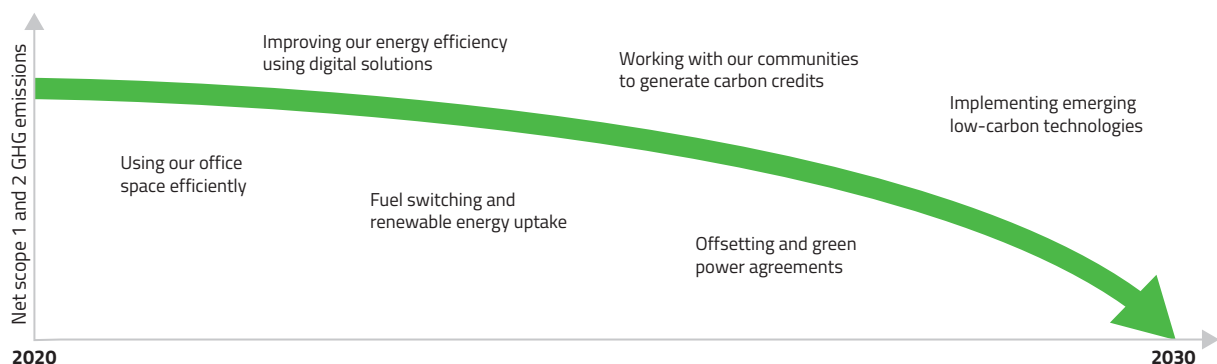 Net scope 1 and 2 GHG emissions
Improving our energy efficiency
using digital solutions
Working with our communities
to generate carbon credits
Implementing emerging
low-carbon technologies
Using our office
space efficiently
Fuel switching and
renewable energy uptake
Offsetting and green
power agreements
2020
2030